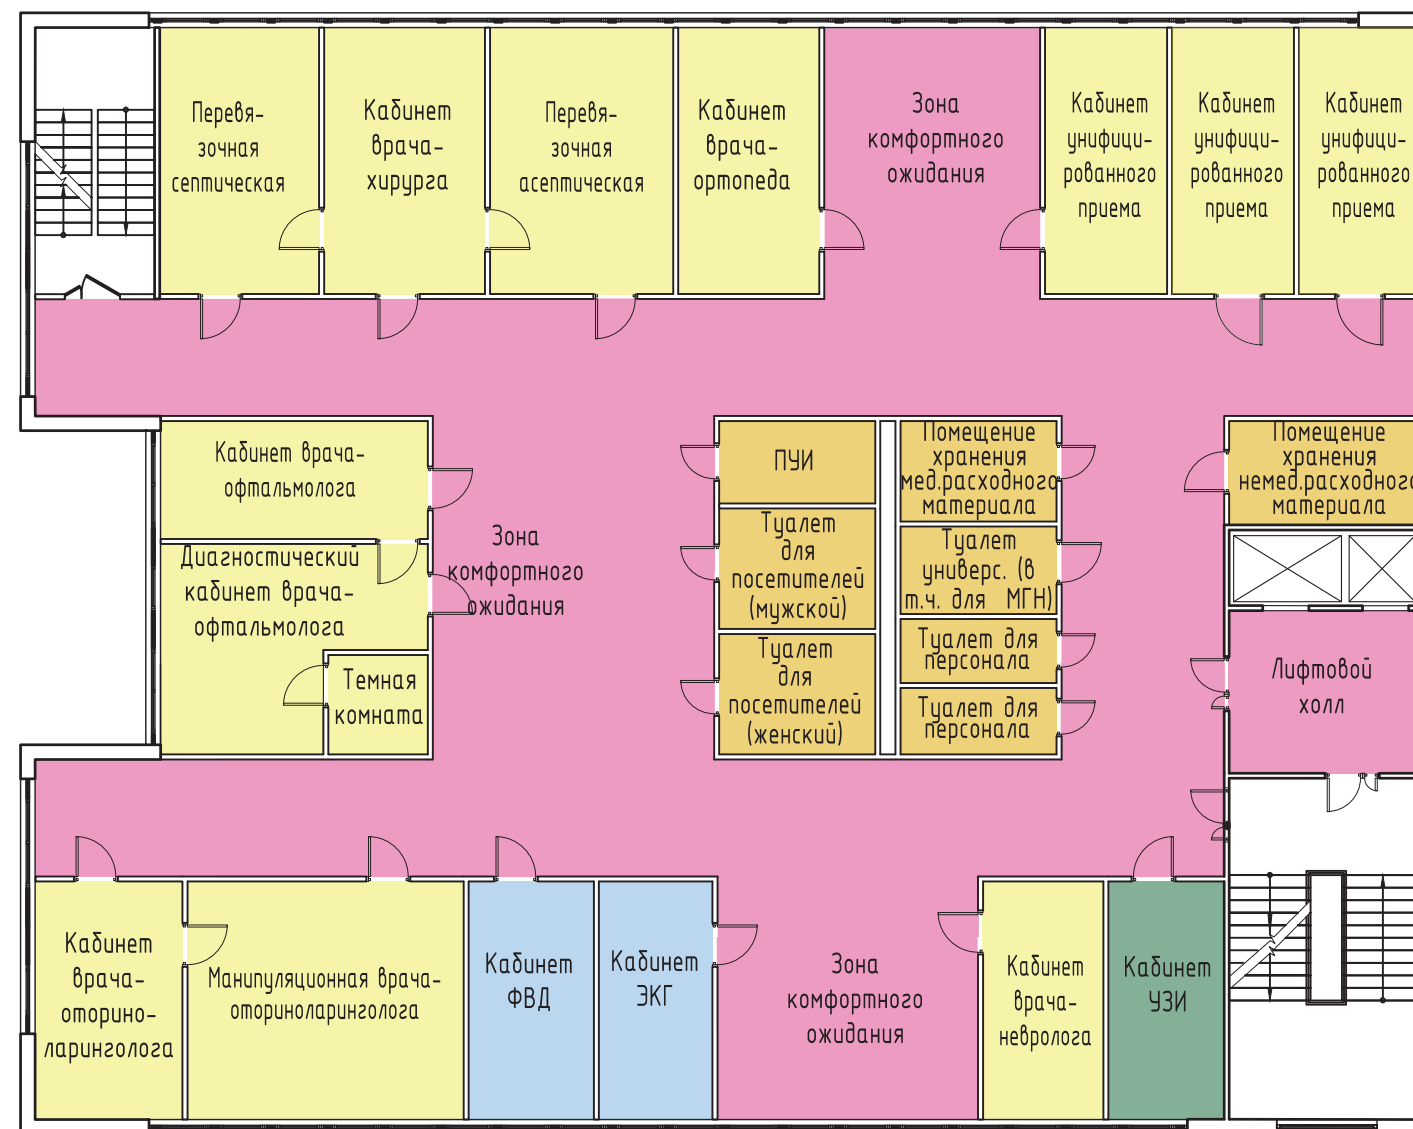 Перевя-
зочная
септическая
Кабинет
врача-
хирурга
Перевя-
зочная
асептическая
Кабинет
врача-
ортопеда
Зона
комфортного
ожидания
Кабинет
унифици-
рованного
приема
Кабинет
унифици-
рованного
приема
Кабинет
унифици-
рованного
приема
Кабинет врача-
офтальмолога
Диагностический
кабинет врача-
офтальмолога
Темная
комната
Зона
комфортного
ожидания
ПУИ
Туалет
для
посетителей
(мужской)
Туалет
для
посетителей
(женский)
Помещение
хранения
мед.расходного
материала
Туалет
универс. (в
т.ч. для МГН)
Туалет для
персонала
Туалет для
персонала
Помещение
хранения
немед.расходного
материала
Лифтовой
холл
Кабинет
врача-
оторино-
ларинголога
Манипуляционная врача-
оториноларинголога
Кабинет
ФВД
Кабинет
ЭКГ
Зона
комфортного
ожидания
Кабинет
врача-
невролога
Кабинет
УЗИ